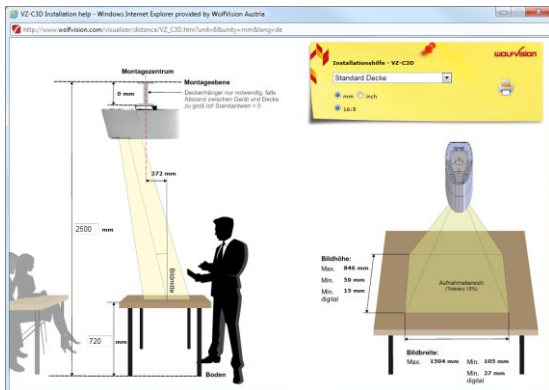 VZ-C3D Installation help - Windows Internet Explorer provided by WolfVision Austria
http://www.wolfvision.com/visualizer/distance/VZ_C3D.htm?unit=8&unity=mm&lang=de
Montagezentrum
Montageebene
0 mm
Deckenhänger nur notwendig, falls
Abstand zwischen Gerät und Decke
zu groß ist! Standardwert = 0
372 mm
2500 mm
Bildmitte
720 mm
Boden
Installationshilfe - VZ-C3D
WOLFVISION
Standard Decke
mm inch
16:9
Bildhöhe:
Max. 846 mm
Min. 59 mm
Min. 15 mm
digital
Aufnahmebereich
(Toleranz 10%)
Bildbreite:
Max. 1504 mm Min. 105 mm
Min. 27 mm
digital